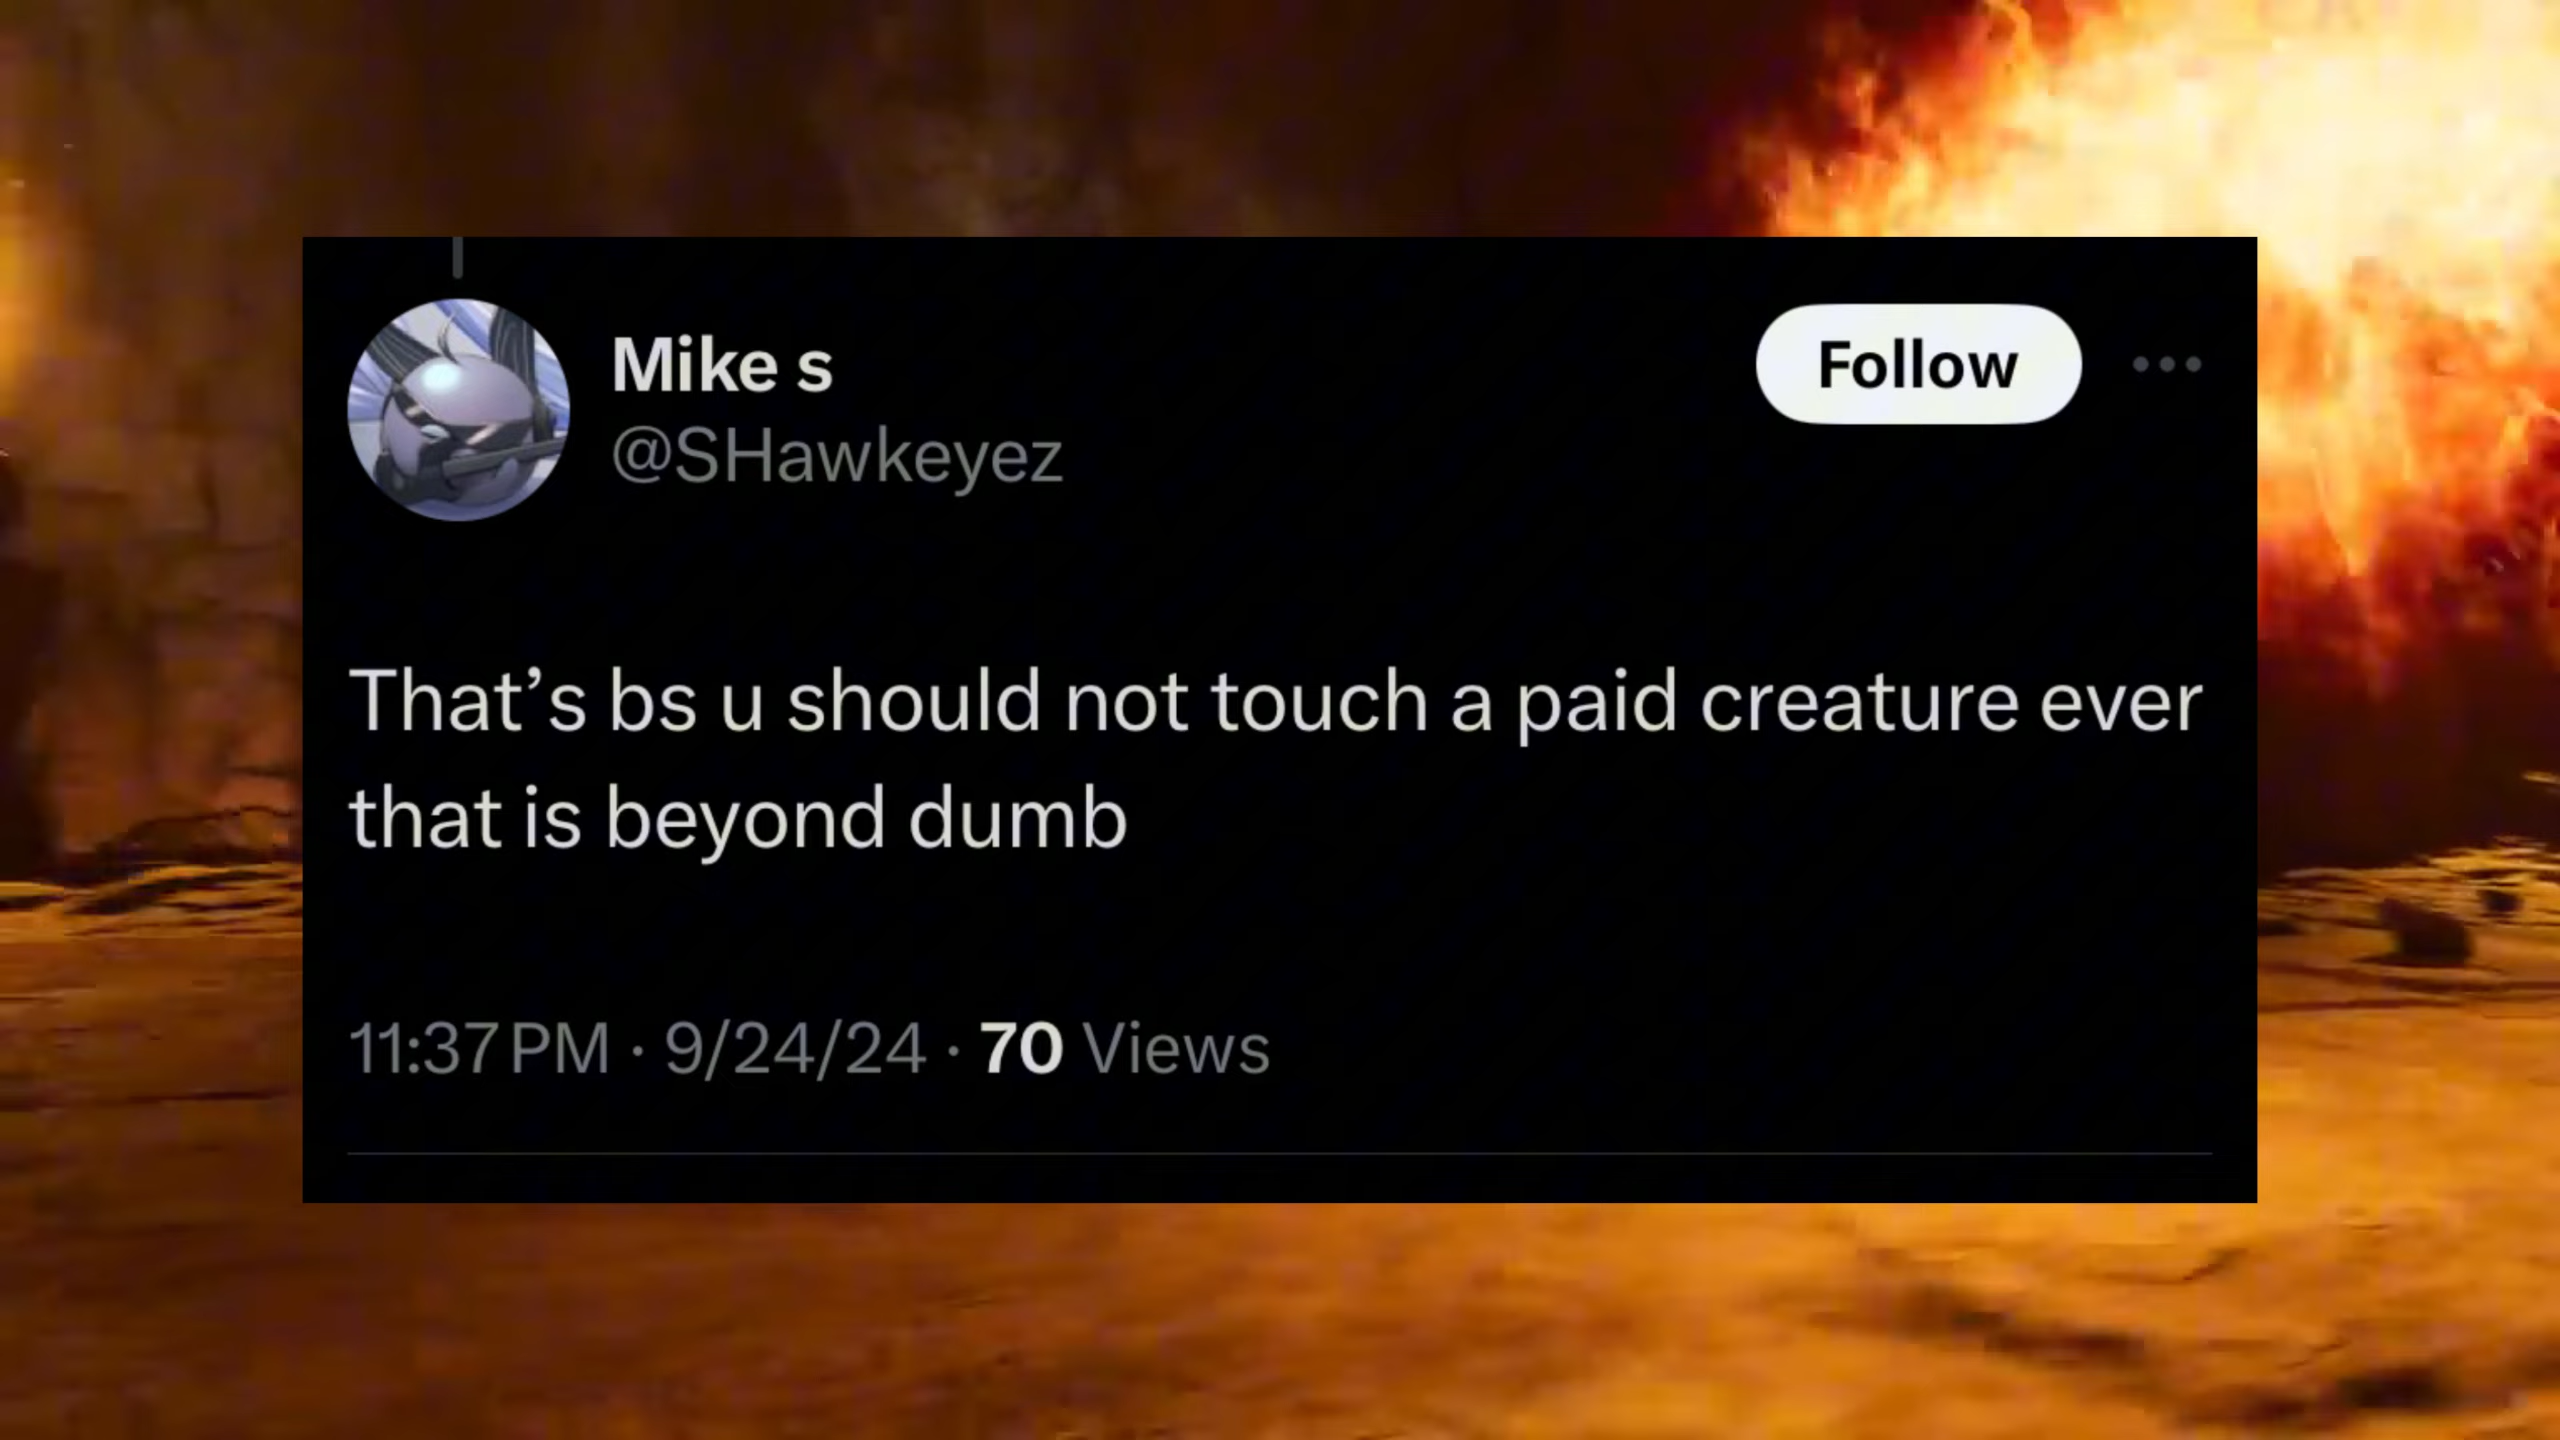 Mike s
Follow
@SHawkeyez
That’s bs u should not touch a paid creature ever
that is beyond dumb
11:37 PM · 9/24/24 · 70 Views